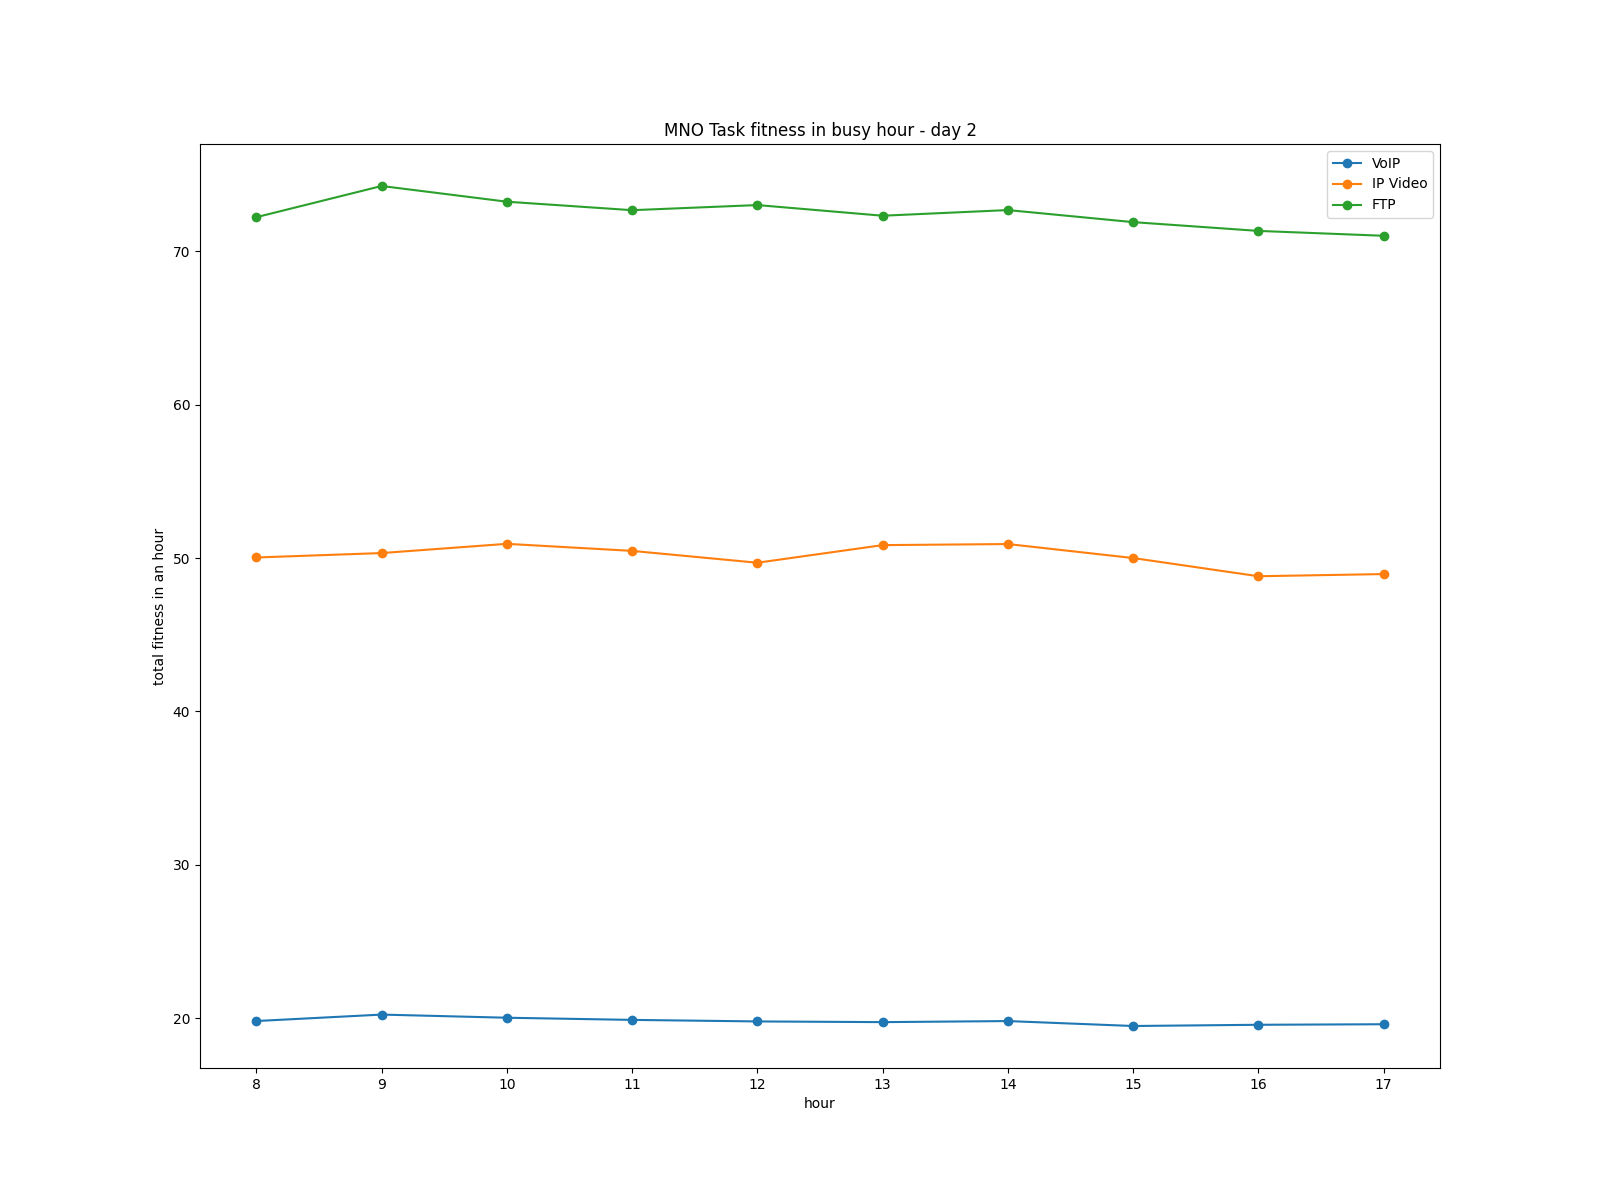 MNO Task fitness in busy hour - day 2
VoIP
IP Video
FTP
70
60
50
40
30
20
total fitness in an hour
8 9 10 11 12 13 14 15 16 17
hour